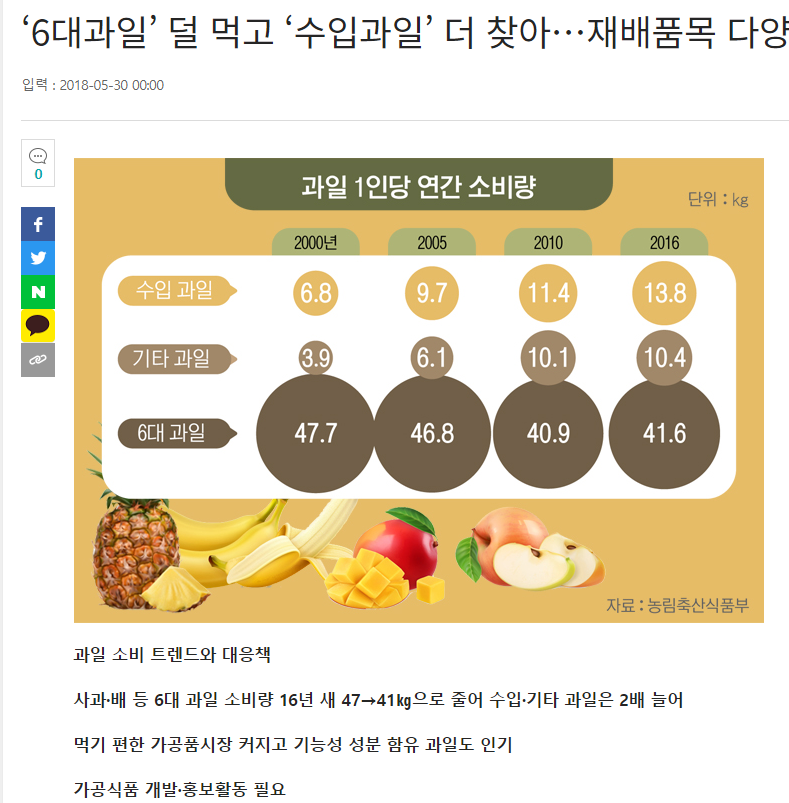 ‘6대과일’ 덜 먹고 ‘수입과일’ 더 찾아…재배품목 다양
입력 : 2018-05-30 00:00
0
f
N
과일 1인당 연간 소비량
단위 : kg
2000년 2005 2010 2016
수입 과일 6.8 9.7 11.4 13.8
기타 과일 3.9 6.1 10.1 10.4
6대 과일 47.7 46.8 40.9 41.6
자료 : 농림축산식품부
과일 소비 트렌드와 대응책
사과·배 등 6대 과일 소비량 16년 새 47→41㎏으로 줄어 수입·기타 과일은 2배 늘어
먹기 편한 가공품시장 커지고 기능성 성분 함유 과일도 인기
가공식품 개발·홍보활동 필요